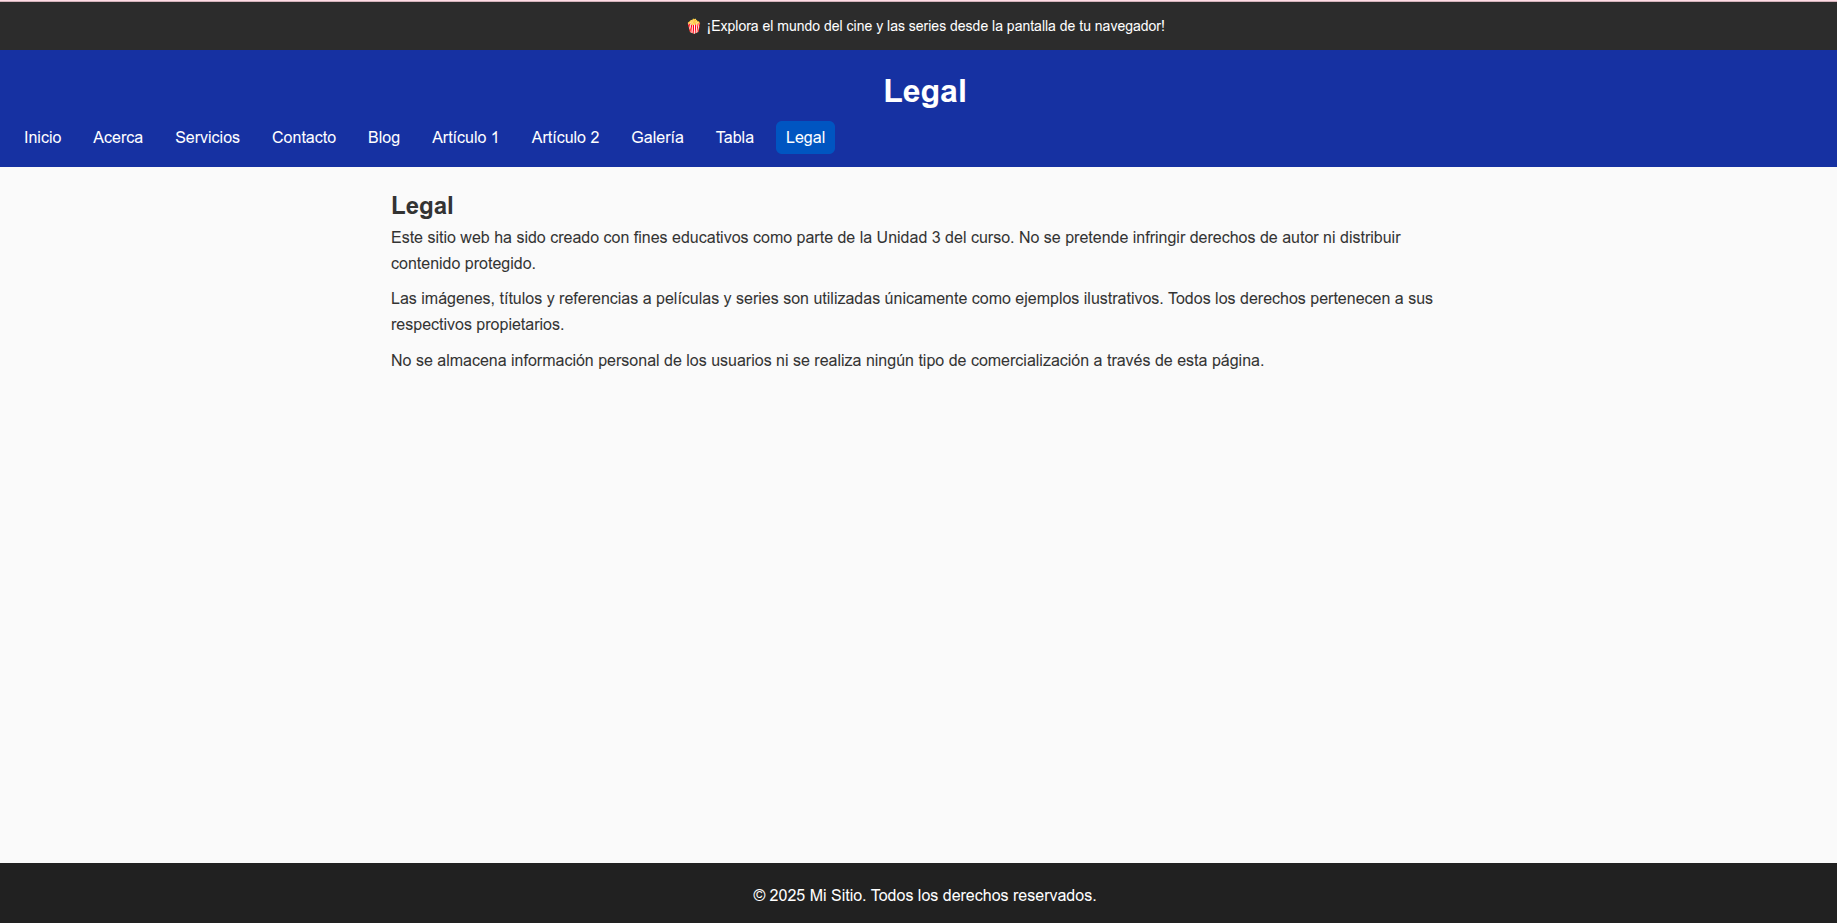 🍿 ¡Explora el mundo del cine y las series desde la pantalla de tu navegador!
Legal
Inicio Acerca Servicios Contacto Blog Artículo 1 Artículo 2 Galería Tabla Legal
Legal
Este sitio web ha sido creado con fines educativos como parte de la Unidad 3 del curso. No se pretende infringir derechos de autor ni distribuir
contenido protegido.
Las imágenes, títulos y referencias a películas y series son utilizadas únicamente como ejemplos ilustrativos. Todos los derechos pertenecen a sus
respectivos propietarios.
No se almacena información personal de los usuarios ni se realiza ningún tipo de comercialización a través de esta página.
© 2025 Mi Sitio. Todos los derechos reservados.